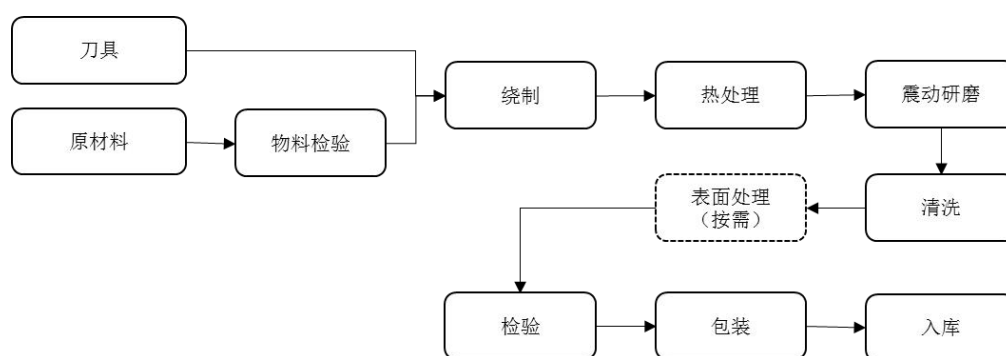 刀具
原材料
物料检验
绕制
热处理
震动研磨
清洗
表面处理
（按需）
检验
包装
入库